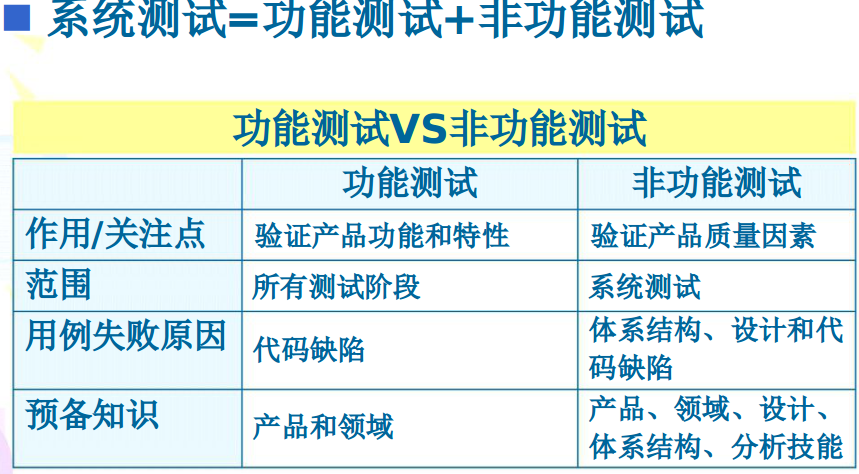 系统测试=功能测试+非功能测试
功能测试VS非功能测试
功能测试 非功能测试
作用/关注点 验证产品功能和特性 验证产品质量因素
范围 所有测试阶段 系统测试
用例失败原因 代码缺陷 体系结构、设计和代
码缺陷
预备知识 产品和领域 产品、领域、设计、
体系结构、分析技能